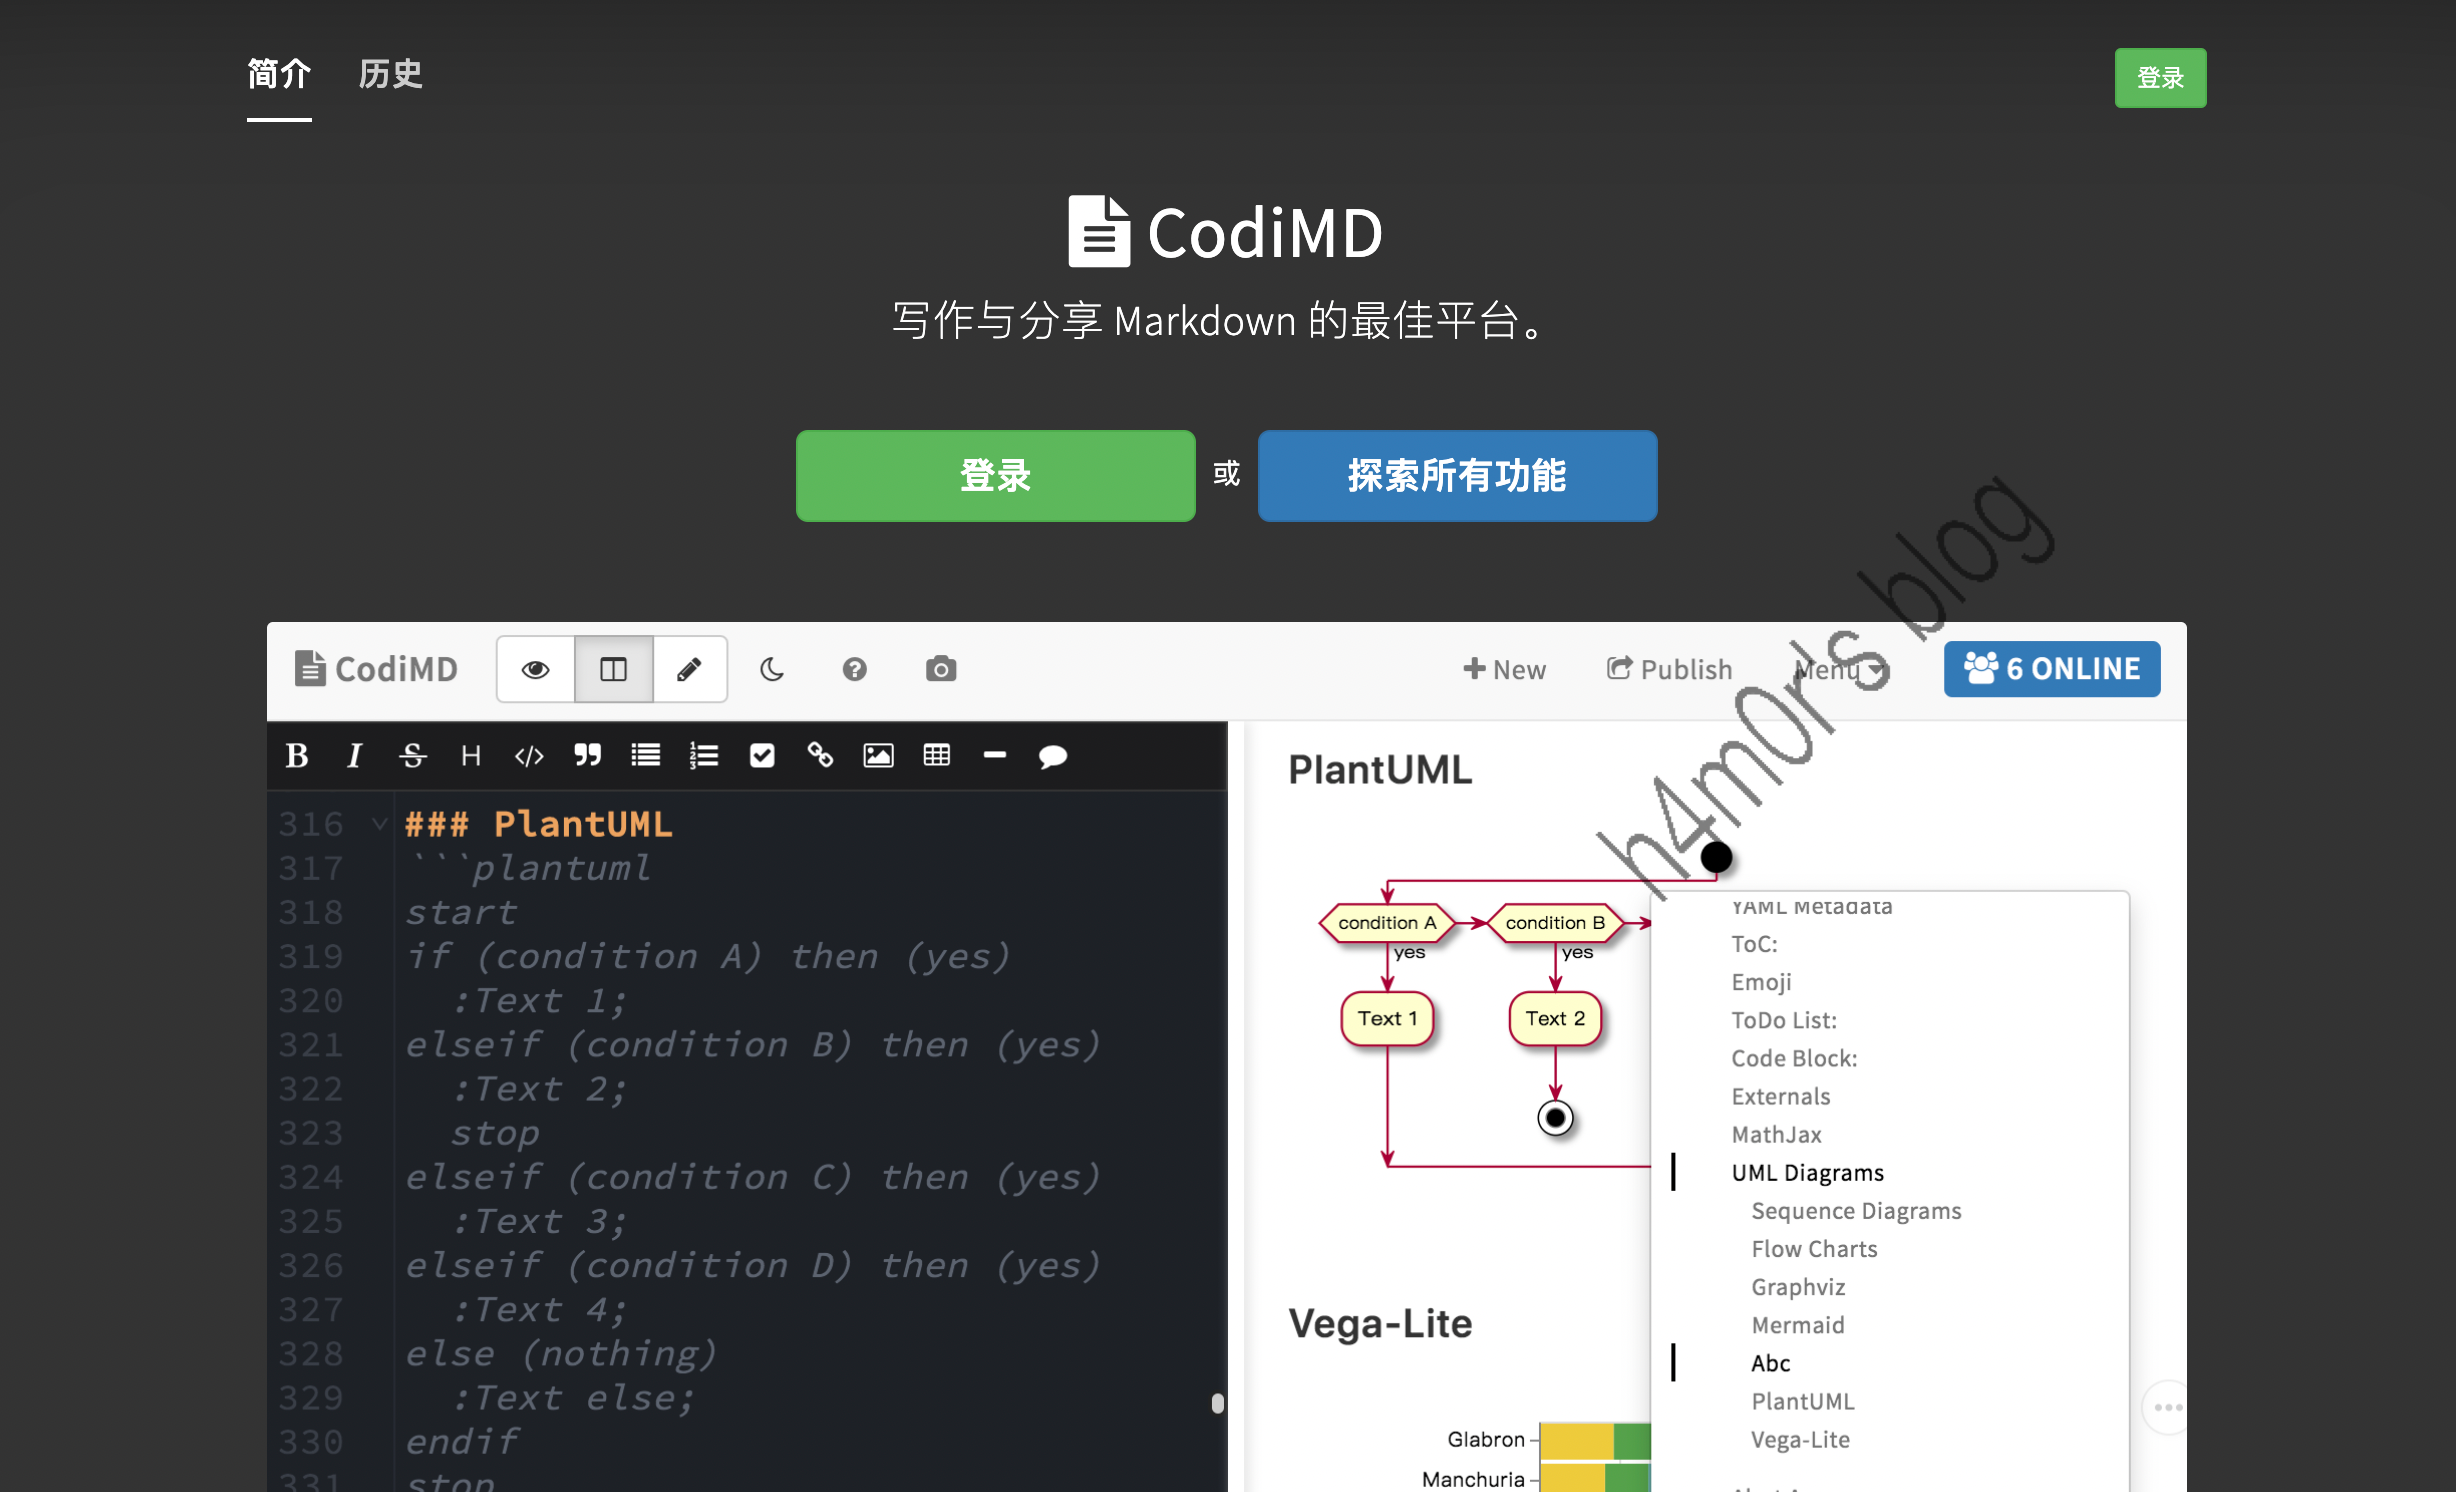 简介 历史 登录
CodiMD
写作与分享 Markdown 的最佳平台。
登录 或 探索所有功能
h4m0r's blog
CodiMD New Publish Menu 6 ONLINE
B I S H </>
316 ### PlantUML
317 ```plantuml
318 start
319 if (condition A) then (yes)
320 :Text 1;
321 elseif (condition B) then (yes)
322 :Text 2;
323 stop
324 elseif (condition C) then (yes)
325 :Text 3;
326 elseif (condition D) then (yes)
327 :Text 4;
328 else (nothing)
329 :Text else;
330 endif
331 stop
PlantUML
condition A condition B
yes yes
Text 1 Text 2
Vega-Lite
Glabron
Manchuria
YAML Metadata
ToC:
Emoji
ToDo List:
Code Block:
Externals
MathJax
UML Diagrams
Sequence Diagrams
Flow Charts
Graphviz
Mermaid
Abc
PlantUML
Vega-Lite